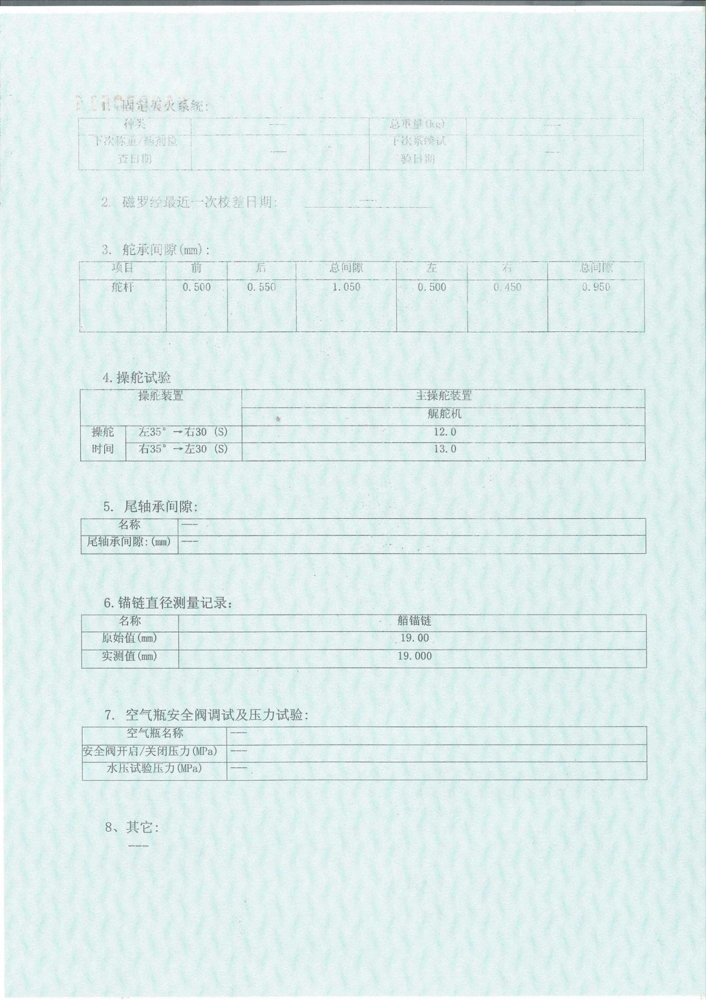 1. 固定灭火系统:
种类 --- 总重量(kg) ---
下次称重/药剂检 下次系统试
查日期 --- 验日期 ---
2. 磁罗经最近一次校差日期: ---
3. 舵承间隙(mm):
项目 前 后 总间隙 左 右 总间隙
舵杆 0.500 0.550 1.050 0.500 0.450 0.950
4.操舵试验
操舵装置 主操舵装置
艉舵机
操舵 左35° →右30 (S) 12.0
时间 右35° →左30 (S) 13.0
5. 尾轴承间隙:
名称 ---
尾轴承间隙:(mm) ---
6.锚链直径测量记录:
名称 艏锚链
原始值(mm) 19.00
实测值(mm) 19.000
7. 空气瓶安全阀调试及压力试验:
空气瓶名称 ---
安全阀开启/关闭压力(MPa) ---
水压试验压力(MPa) ---
8、其它:
---